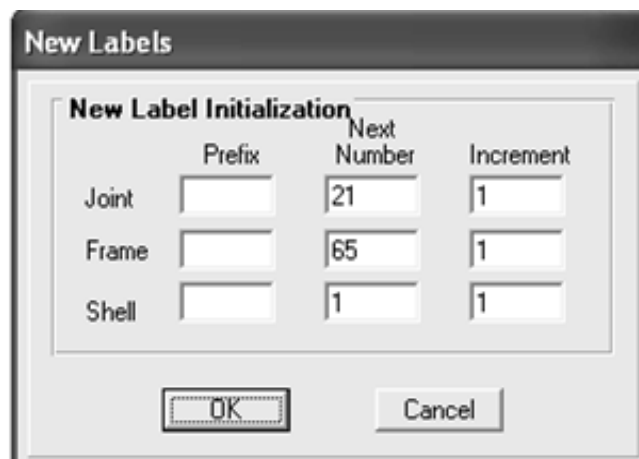 New Labels
New Label Initialization
Next
Prefix Number Increment
Joint 21 1
Frame 65 1
Shell 1 1
OK Cancel